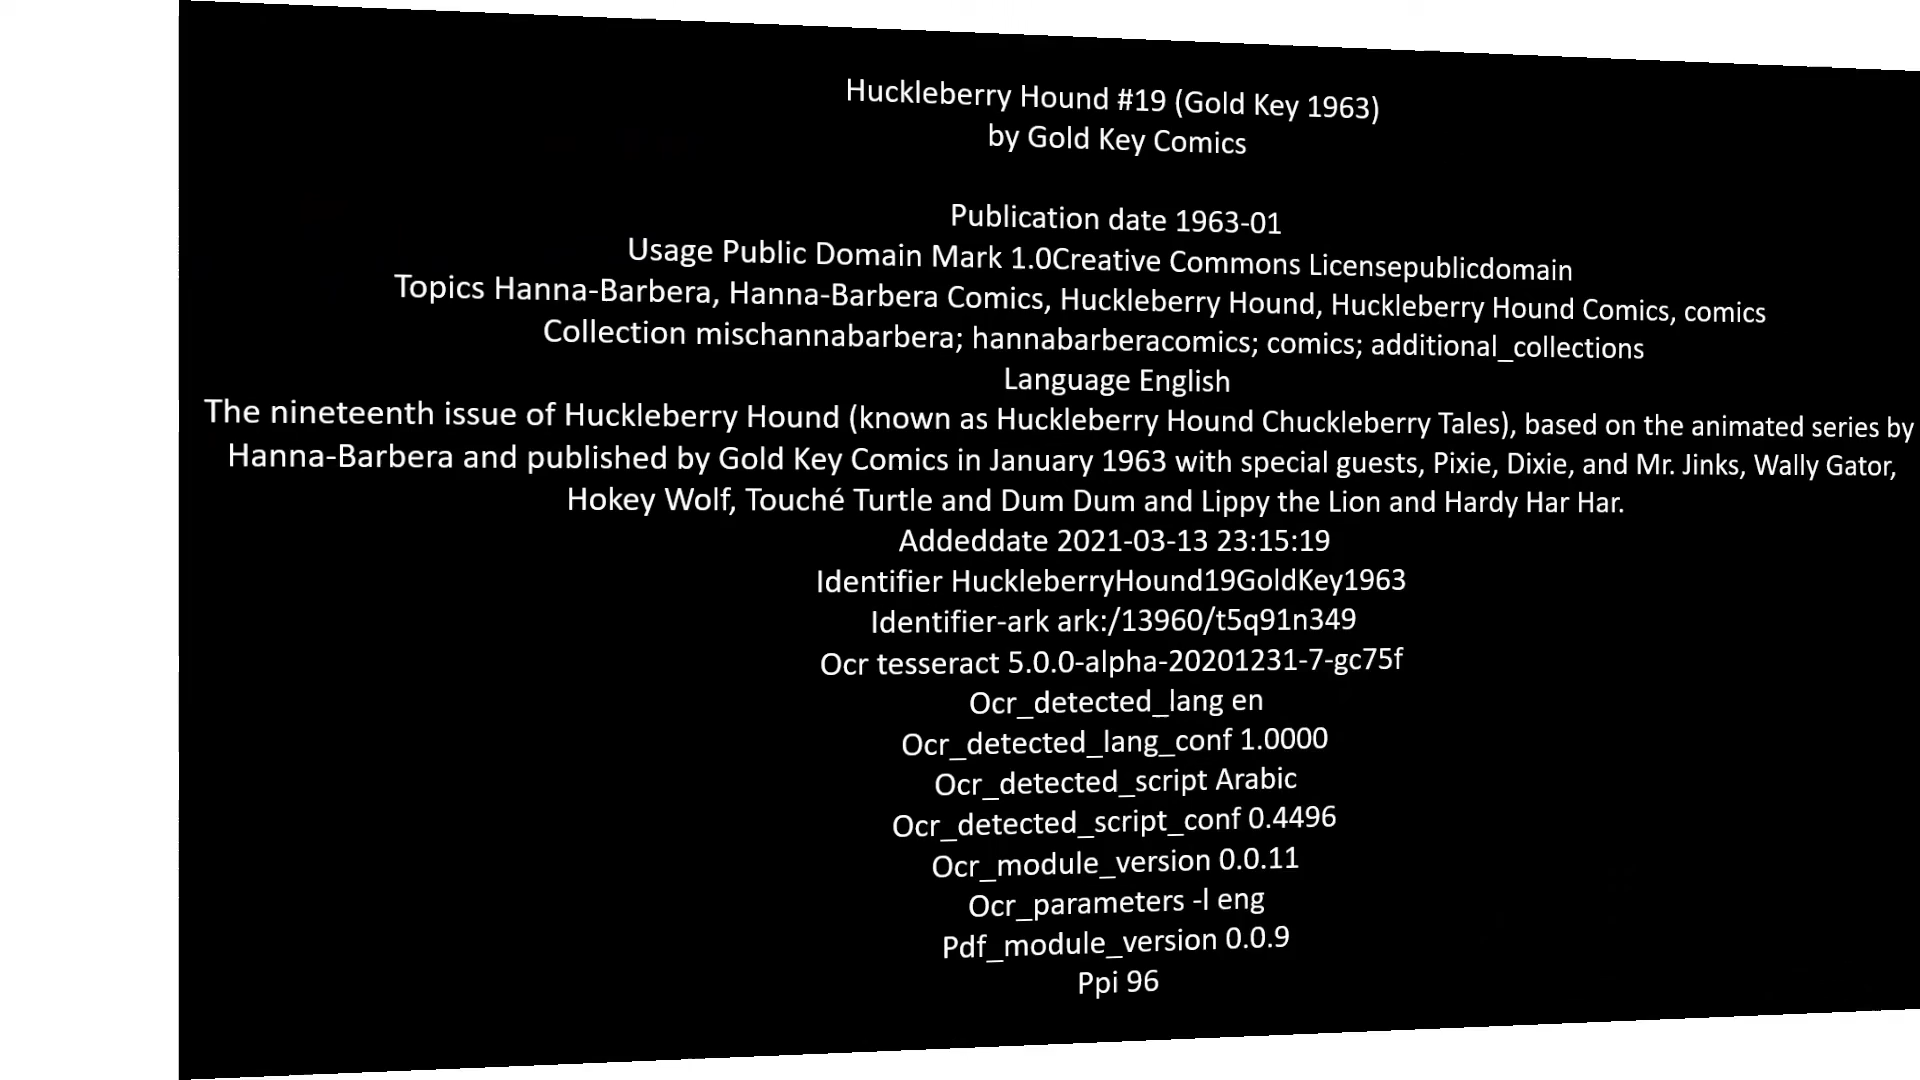 Huckleberry Hound #19 (Gold Key 1963)
by Gold Key Comics
Publication date 1963-01
Usage Public Domain Mark 1.0Creative Commons Licensepublicdomain
Topics Hanna-Barbera, Hanna-Barbera Comics, Huckleberry Hound, Huckleberry Hound Comics, comics
Collection mischannabarbera; hannabarberacomics; comics; additional_collections
Language English
The nineteenth issue of Huckleberry Hound (known as Huckleberry Hound Chuckleberry Tales), based on the animated series by
Hanna-Barbera and published by Gold Key Comics in January 1963 with special guests, Pixie, Dixie, and Mr. Jinks, Wally Gator,
Hokey Wolf, Touché Turtle and Dum Dum and Lippy the Lion and Hardy Har Har.
Addeddate 2021-03-13 23:15:19
Identifier HuckleberryHound19GoldKey1963
Identifier-ark ark:/13960/t5q91n349
Ocr tesseract 5.0.0-alpha-20201231-7-gc75f
Ocr_detected_lang en
Ocr_detected_lang_conf 1.0000
Ocr_detected_script Arabic
Ocr_detected_script_conf 0.4496
Ocr_module_version 0.0.11
Ocr_parameters -l eng
Pdf_module_version 0.0.9
Ppi 96